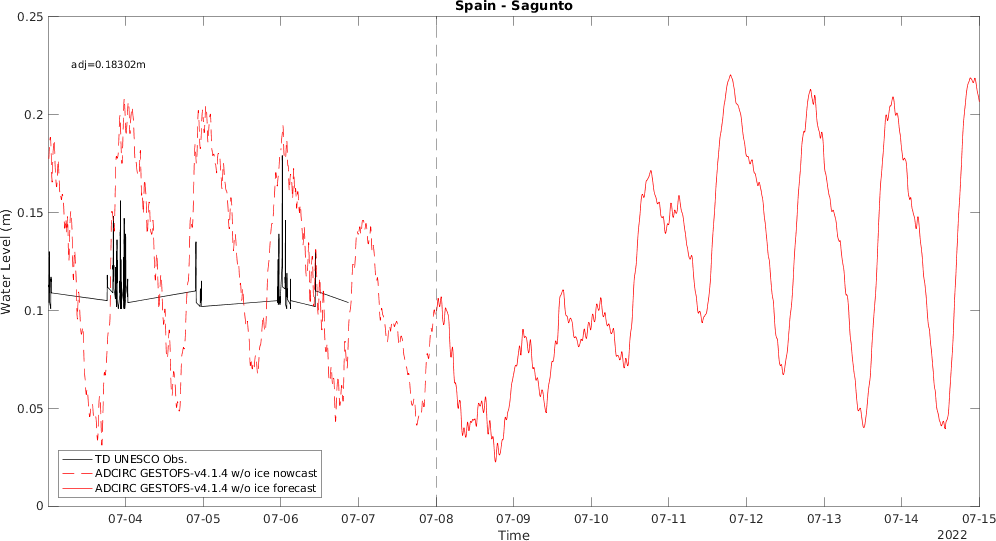 Spain - Sagunto
0.25
adj=0.18302m
0.2
0.15
Water Level (m)
0.1
0.05
TD UNESCO Obs.
ADCIRC GESTOFS-v4.1.4 w/o ice nowcast
ADCIRC GESTOFS-v4.1.4 w/o ice forecast
0
07-04 07-05 07-06 07-07 07-08 07-09 07-10 07-11 07-12 07-13 07-14 07-15
Time
2022